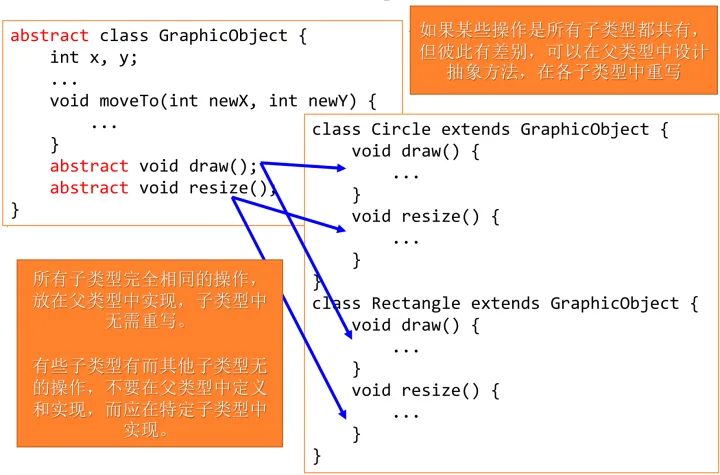 abstract class GraphicObject {
int x, y;
...
void moveTo(int newX, int newY) {
...
}
abstract void draw();
abstract void resize();
}
如果某些操作是所有子类型都共有，
但彼此有差别，可以在父类型中设计
抽象方法，在各子类型中重写
class Circle extends GraphicObject {
void draw() {
...
}
void resize() {
...
}
}
class Rectangle extends GraphicObject {
void draw() {
...
}
void resize() {
...
}
}
所有子类型完全相同的操作，
放在父类型中实现，子类型中
无需重写。
有些子类型有而其他子类型无
的操作，不要在父类型中定义
和实现，而应在特定子类型中
实现。